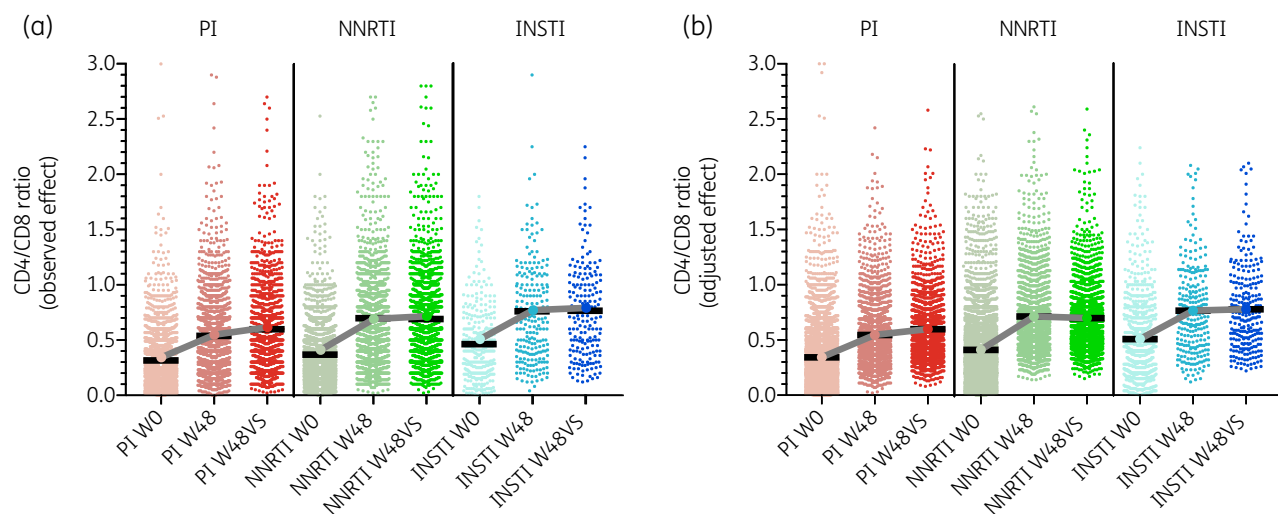 (a)
PI NNRTI INSTI
CD4/CD8 ratio
(observed effect)
3.0
2.5
2.0
1.5
1.0
0.5
0.0
PI W0
PI W48
PI W48VS
NNRTI W0
NNRTI W48
NNRTI W48VS
INSTI W0
INSTI W48
INSTI W48VS
(b)
PI NNRTI INSTI
CD4/CD8 ratio
(adjusted effect)
3.0
2.5
2.0
1.5
1.0
0.5
0.0
PI W0
PI W48
PI W48VS
NNRTI W0
NNRTI W48
NNRTI W48VS
INSTI W0
INSTI W48
INSTI W48VS